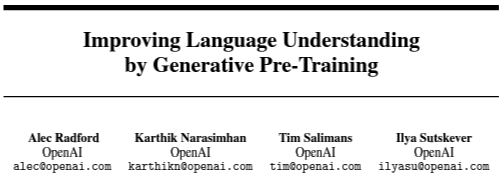 Improving Language Understanding
by Generative Pre-Training
Alec Radford Karthik Narasimhan Tim Salimans Ilya Sutskever
OpenAI OpenAI OpenAI OpenAI
alec@openai.com karthikn@openai.com tim@openai.com ilyasu@openai.com